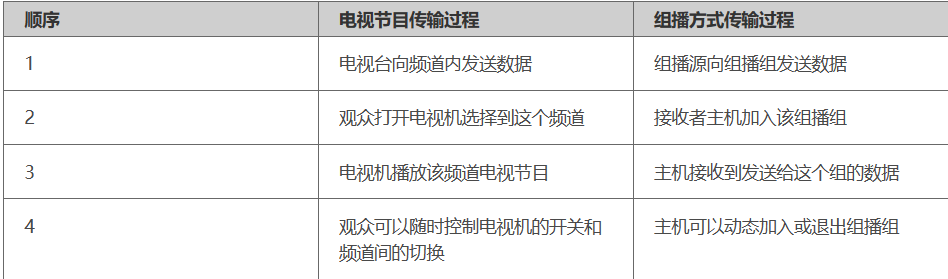 顺序 电视节目传输过程 组播方式传输过程
1 电视台向频道内发送数据 组播源向组播组发送数据
2 观众打开电视机选择到这个频道 接收者主机加入该组播组
3 电视机播放该频道电视节目 主机接收到发送给这个组的数据
4 观众可以随时控制电视机的开关和 主机可以动态加入或退出组播组
频道间的切换